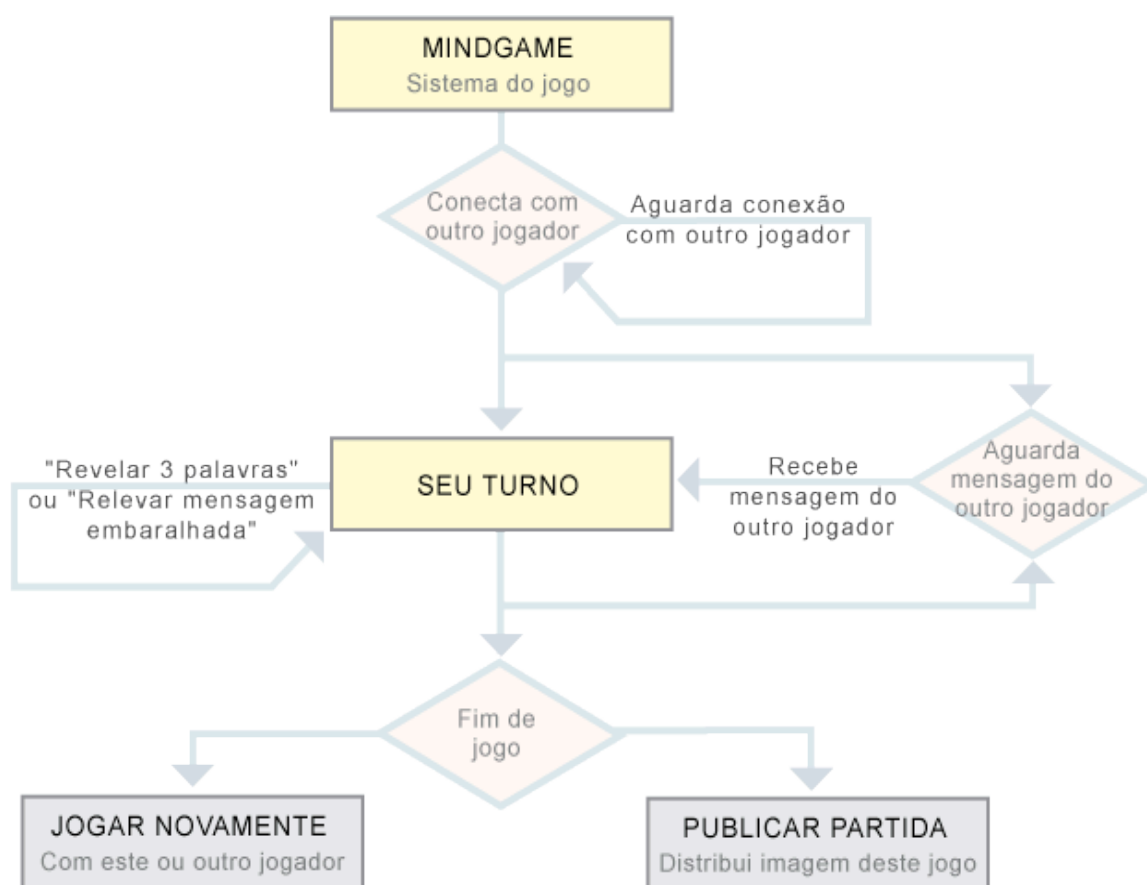 MINDGAME
Sistema do jogo
Conecta com
outro jogador
Aguarda conexão
com outro jogador
"Revelar 3 palavras"
ou "Relevar mensagem
embaralhada"
SEU TURNO
Recebe
mensagem do
outro jogador
Aguarda
mensagem do
outro jogador
Fim de
jogo
JOGAR NOVAMENTE
Com este ou outro jogador
PUBLICAR PARTIDA
Distribui imagem deste jogo